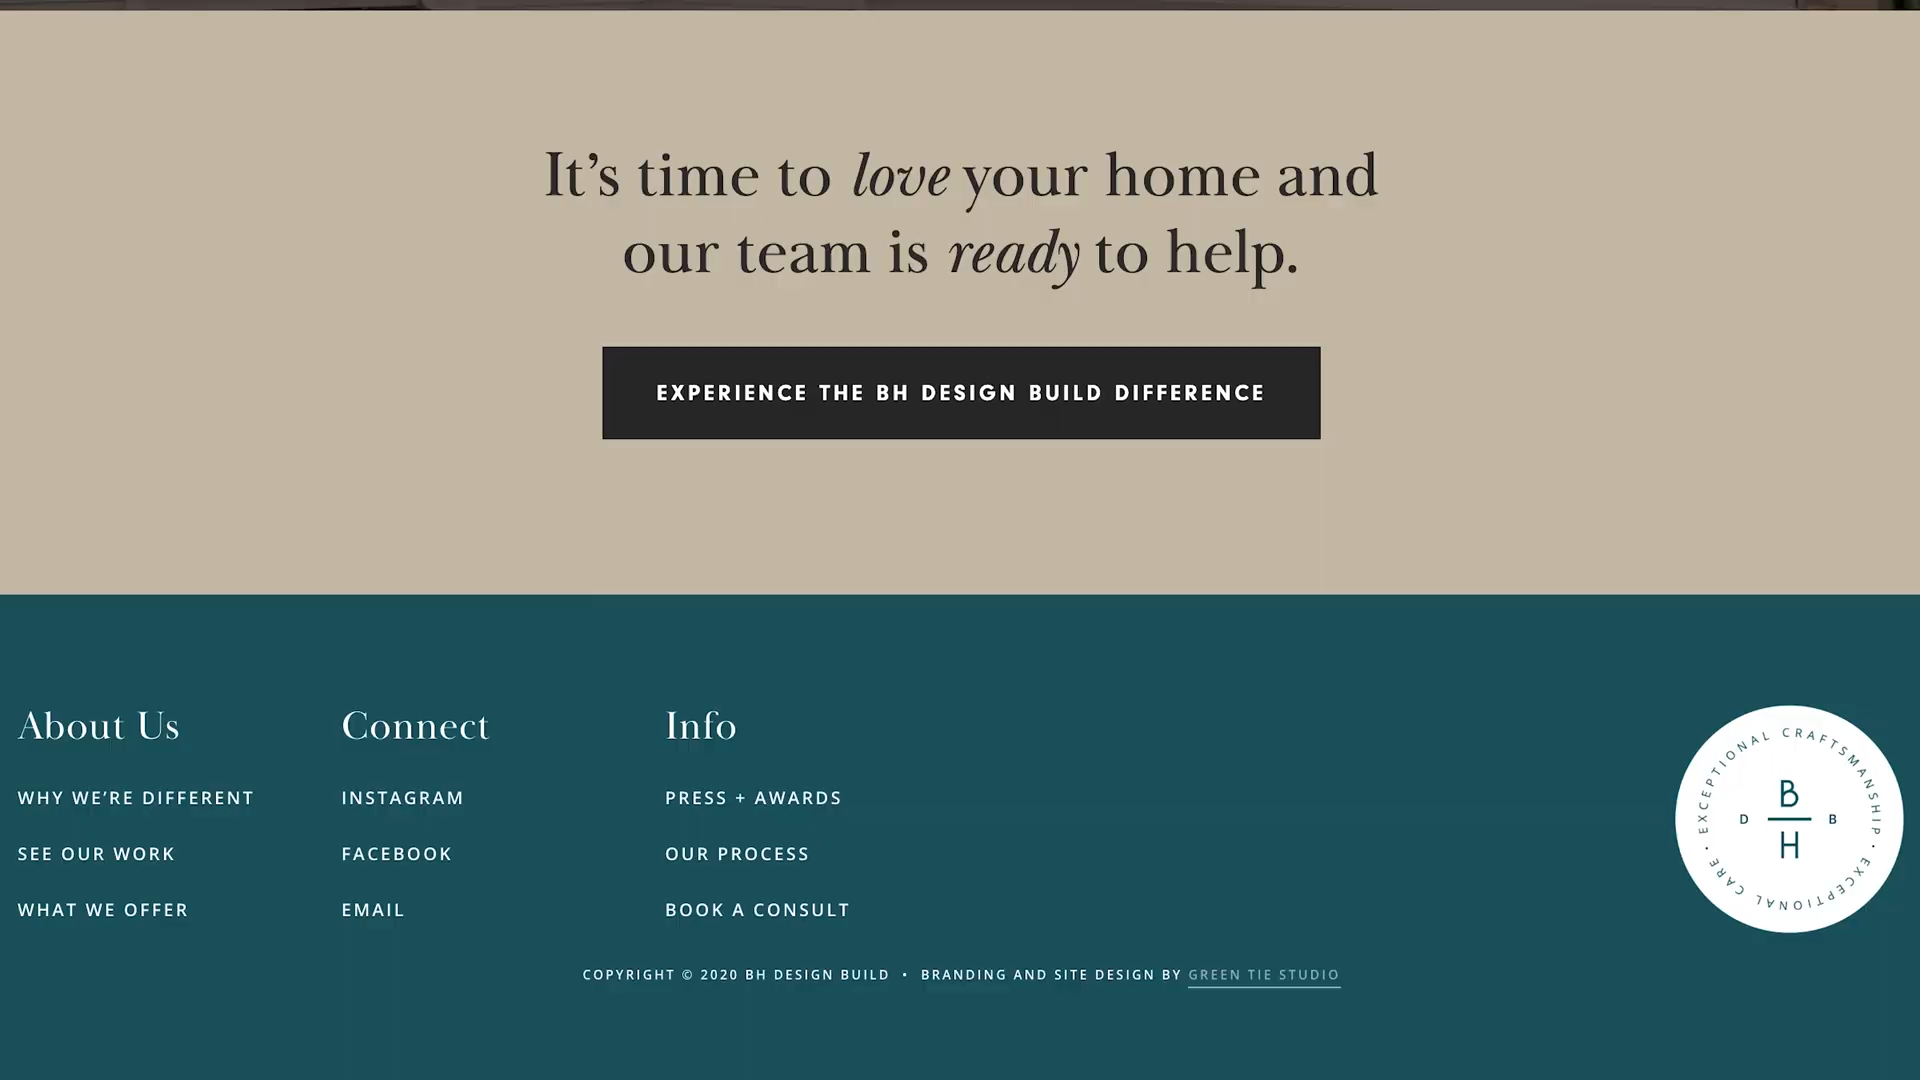 It’s time to love your home and
our team is ready to help.
EXPERIENCE THE BH DESIGN BUILD DIFFERENCE
About Us
WHY WE’RE DIFFERENT
SEE OUR WORK
WHAT WE OFFER
Connect
INSTAGRAM
FACEBOOK
EMAIL
Info
PRESS + AWARDS
OUR PROCESS
BOOK A CONSULT
EXCEPTIONAL CRAFTSMANSHIP • EXCEPTIONAL CARE •
B
D B
H
COPYRIGHT © 2020 BH DESIGN BUILD • BRANDING AND SITE DESIGN BY GREEN TIE STUDIO